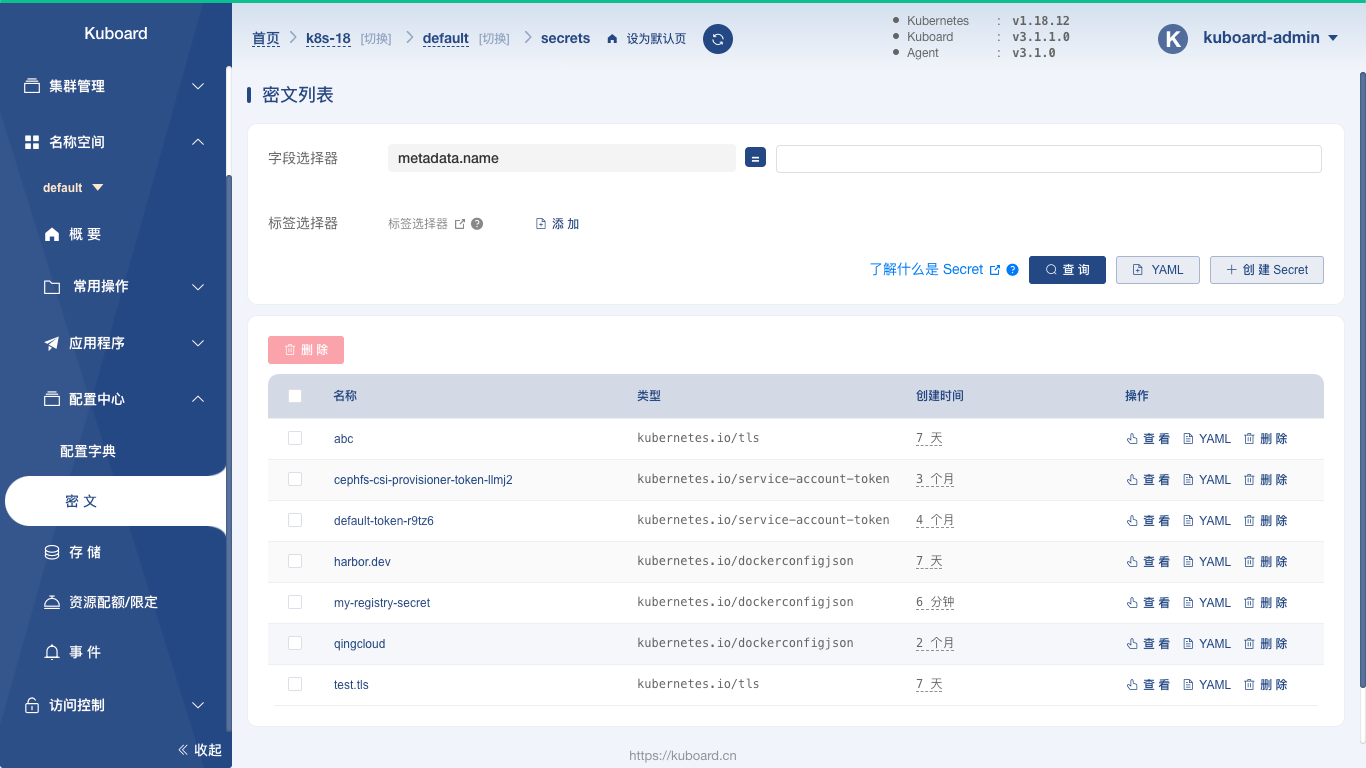 Kuboard
集群管理
名称空间
default
概 要
常用操作
应用程序
配置中心
配置字典
密 文
存 储
资源配额/限定
事 件
访问控制
收起
首页 k8s-18 [切换] default [切换] secrets 设为默认页
Kubernetes : v1.18.12
Kuboard : v3.1.1.0
Agent : v3.1.0
kuboard-admin
密文列表
字段选择器 metadata.name =
标签选择器 标签选择器 添 加
了解什么是 Secret 查 询 YAML 创 建 Secret
删 除
名称 类型 创建时间 操作
abc kubernetes.io/tls 7 天 查 看 YAML 删 除
cephfs-csi-provisioner-token-llmj2 kubernetes.io/service-account-token 3 个月 查 看 YAML 删 除
default-token-r9tz6 kubernetes.io/service-account-token 4 个月 查 看 YAML 删 除
harbor.dev kubernetes.io/dockerconfigjson 7 天 查 看 YAML 删 除
my-registry-secret kubernetes.io/dockerconfigjson 6 分钟 查 看 YAML 删 除
qingcloud kubernetes.io/dockerconfigjson 2 个月 查 看 YAML 删 除
test.tls kubernetes.io/tls 7 天 查 看 YAML 删 除
https://kuboard.cn